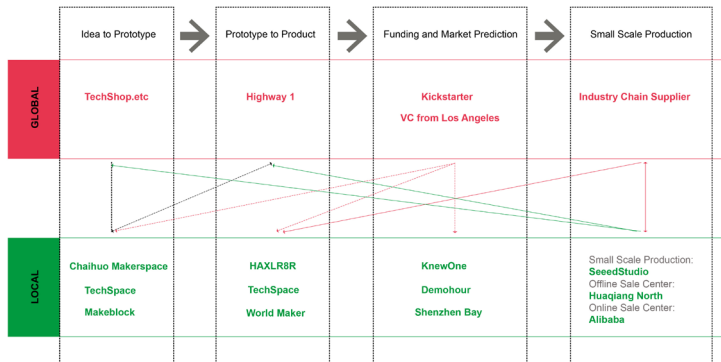 Idea to Prototype
Prototype to Product
Funding and Market Prediction
Small Scale Production
GLOBAL
TechShop.etc
Highway 1
Kickstarter
VC from Los Angeles
Industry Chain Supplier
LOCAL
Chaihuo Makerspace
TechSpace
Makeblock
HAXLR8R
TechSpace
World Maker
KnewOne
Demohour
Shenzhen Bay
Small Scale Production:
SeeedStudio
Offline Sale Center:
Huaqiang North
Online Sale Center:
Alibaba